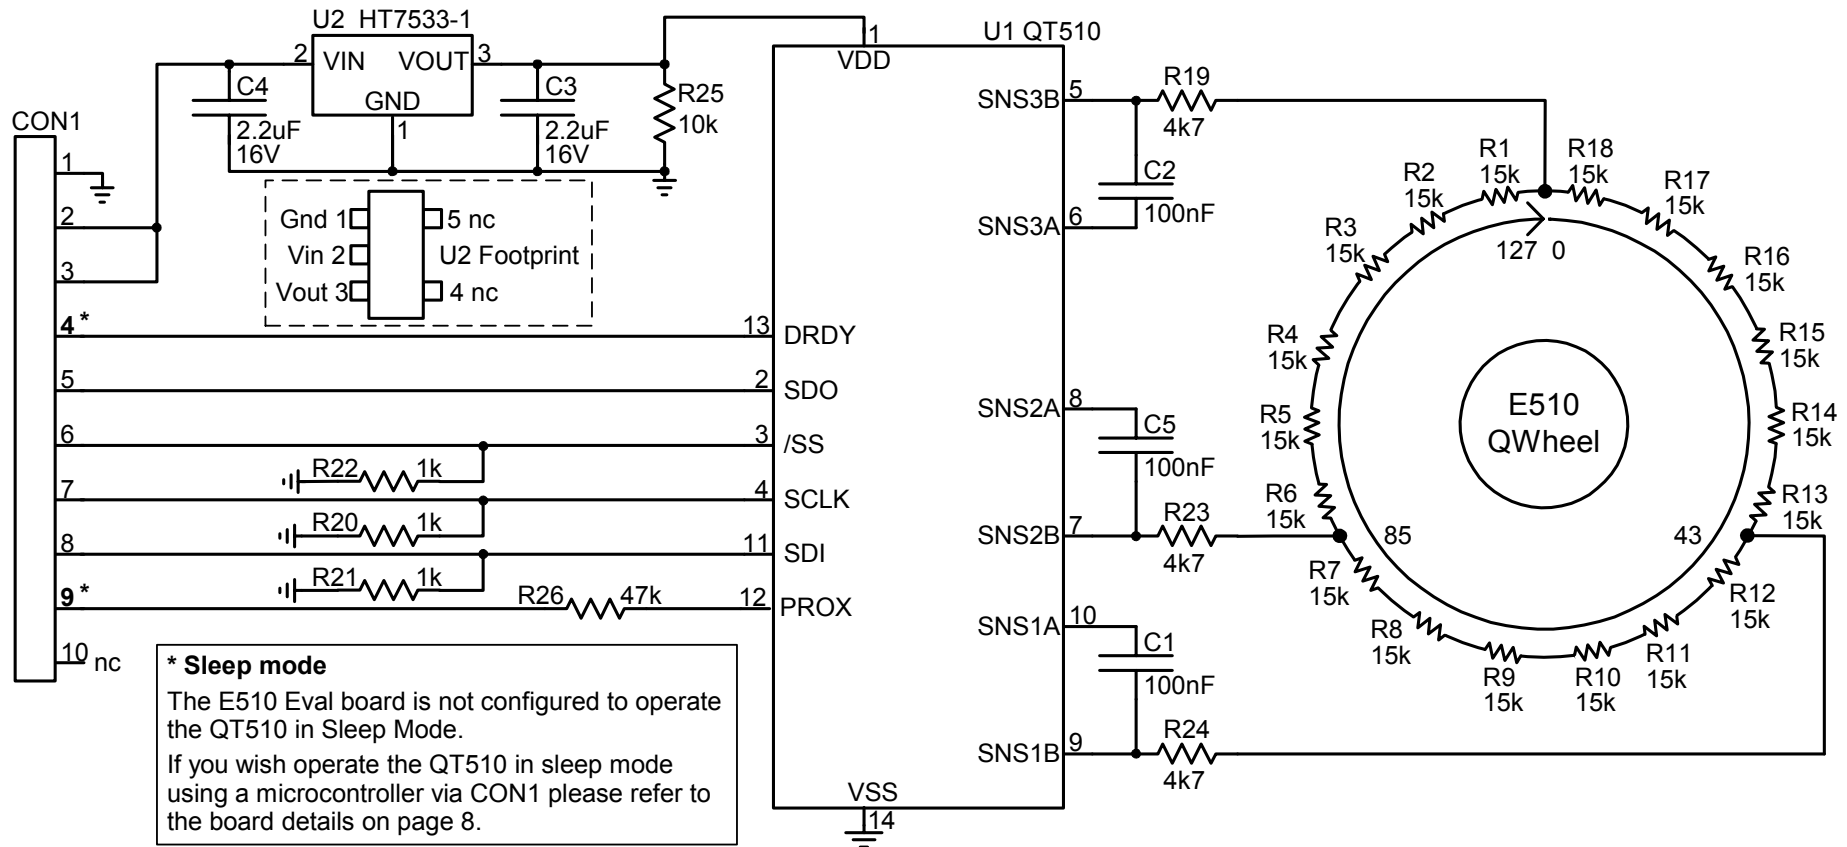 U2 HT7533-1
2 VIN VOUT 3
GND
1
C4
2.2uF
16V
C3
2.2uF
16V
R25
10k
CON1
1
2
3
4 *
5
6
7
8
9 *
10 nc
Gnd 1
Vin 2
Vout 3
5 nc
U2 Footprint
4 nc
R22 1k
R20 1k
R21 1k
R26 47k
U1 QT510
1
VDD
13 DRDY
2 SDO
3 /SS
4 SCLK
11 SDI
12 PROX
SNS3B 5
SNS3A 6
SNS2A 8
SNS2B 7
SNS1A 10
SNS1B 9
VSS
14
R19
4k7
C2
100nF
C5
100nF
R23
4k7
C1
100nF
R24
4k7
R1
15k
R2
15k
R3
15k
R4
15k
R5
15k
R6
15k
R7
15k
R8
15k
R9
15k
R10
15k
R11
15k
R12
15k
R13
15k
R14
15k
R15
15k
R16
15k
R17
15k
R18
15k
127 0
85
43
E510
QWheel
* Sleep mode
The E510 Eval board is not configured to operate
the QT510 in Sleep Mode.
If you wish operate the QT510 in sleep mode
using a microcontroller via CON1 please refer to
the board details on page 8.